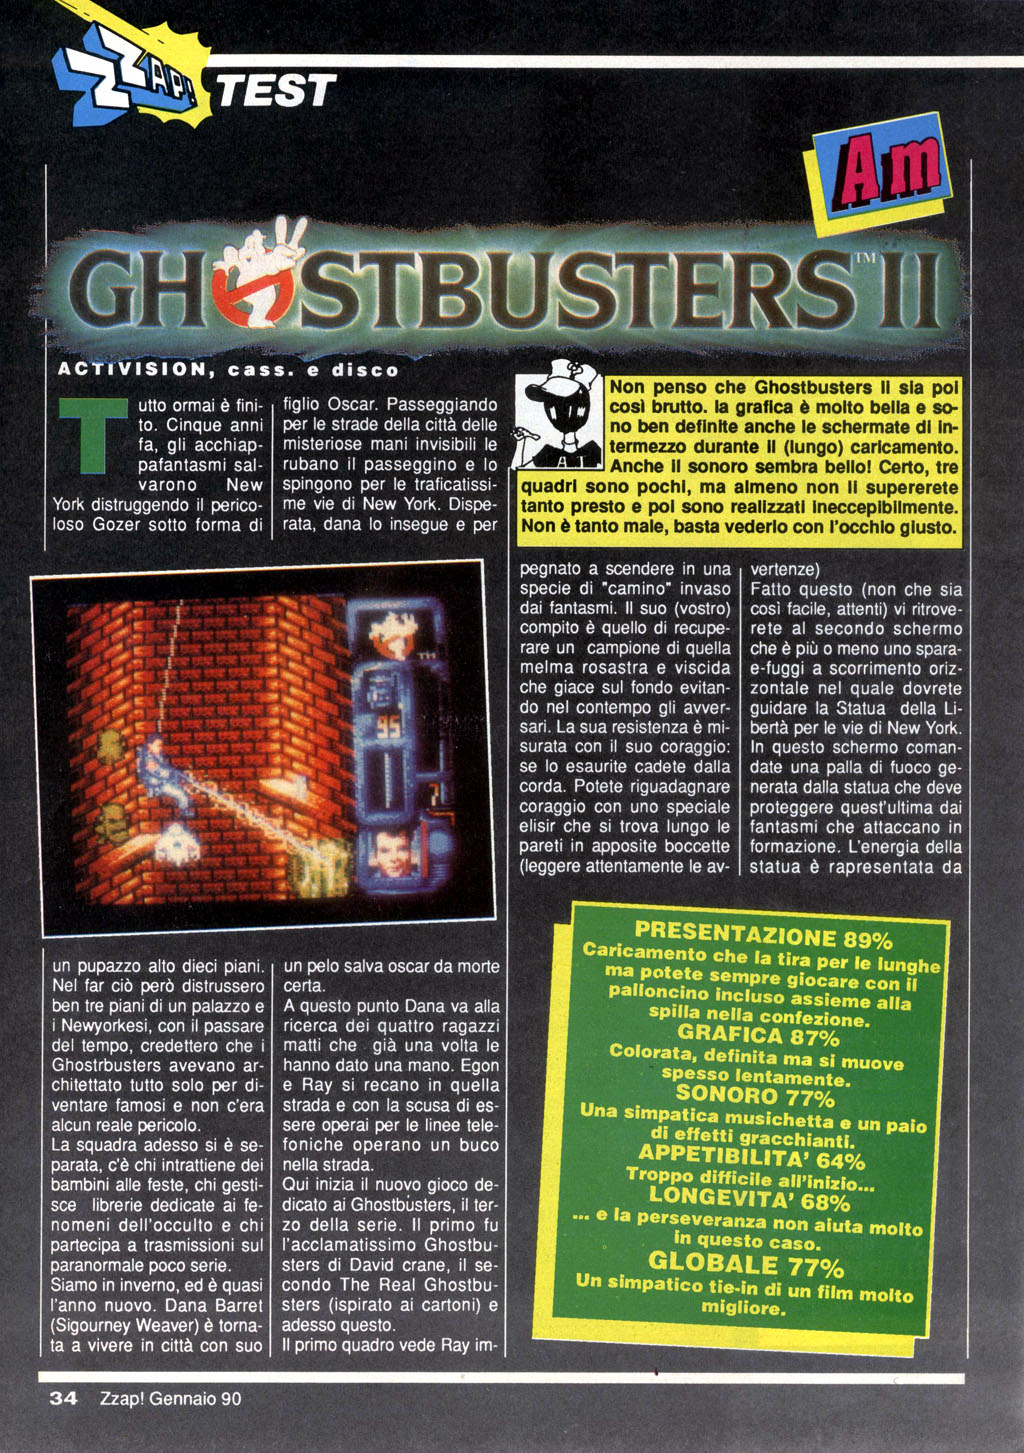 ZZAP!
TEST
Am
GHOSTBUSTERS™ II
ACTIVISION, cass. e disco
Tutto ormai è fini-
to. Cinque anni
fa, gli acchiap-
pafantasmi sal-
varono New
York distruggendo il perico-
loso Gozer sotto forma di
figlio Oscar. Passeggiando
per le strade della città delle
misteriose mani invisibili le
rubano il passeggino e lo
spingono per le traficatissi-
me vie di New York. Dispe-
rata, dana lo insegue e per
Non penso che Ghostbusters II sia poi
così brutto. la grafica è molto bella e so-
no ben definite anche le schermate di in-
termezzo durante il (lungo) caricamento.
Anche il sonoro sembra bello! Certo, tre
quadri sono pochi, ma almeno non li supererete
tanto presto e poi sono realizzati ineccepibilmente.
Non è tanto male, basta vederlo con l'occhio giusto.
TM
95
un pupazzo alto dieci piani.
Nel far ciò però distrussero
ben tre piani di un palazzo e
i Newyorkesi, con il passare
del tempo, credettero che i
Ghostrbusters avevano ar-
chitettato tutto solo per di-
ventare famosi e non c'era
alcun reale pericolo.
La squadra adesso si è se-
parata, c'è chi intrattiene dei
bambini alle feste, chi gesti-
sce librerie dedicate ai fe-
nomeni dell'occulto e chi
partecipa a trasmissioni sul
paranormale poco serie.
Siamo in inverno, ed è quasi
l'anno nuovo. Dana Barret
(Sigourney Weaver) è torna-
ta a vivere in città con suo
un pelo salva oscar da morte
certa.
A questo punto Dana va alla
ricerca dei quattro ragazzi
matti che già una volta le
hanno dato una mano. Egon
e Ray si recano in quella
strada e con la scusa di es-
sere operai per le linee tele-
foniche operano un buco
nella strada.
Qui inizia il nuovo gioco de-
dicato ai Ghostbusters, il ter-
zo della serie. Il primo fu
l'acclamatissimo Ghostbu-
sters di David crane, il se-
condo The Real Ghostbu-
sters (ispirato ai cartoni) e
adesso questo.
Il primo quadro vede Ray im-
pegnato a scendere in una
specie di "camino" invaso
dai fantasmi. Il suo (vostro)
compito è quello di recupe-
rare un campione di quella
melma rosastra e viscida
che giace sul fondo evitan-
do nel contempo gli avver-
sari. La sua resistenza è mi-
surata con il suo coraggio:
se lo esaurite cadete dalla
corda. Potete riguadagnare
coraggio con uno speciale
elisir che si trova lungo le
pareti in apposite boccette
(leggere attentamente le av-
vertenze)
Fatto questo (non che sia
così facile, attenti) vi ritrove-
rete al secondo schermo
che è più o meno uno spara-
e-fuggi a scorrimento oriz-
zontale nel quale dovrete
guidare la Statua della Li-
bertà per le vie di New York.
In questo schermo coman-
date una palla di fuoco ge-
nerata dalla statua che deve
proteggere quest'ultima dai
fantasmi che attaccano in
formazione. L'energia della
statua è rapresentata da
PRESENTAZIONE 89%
Caricamento che la tira per le lunghe
ma potete sempre giocare con il
palloncino incluso assieme alla
spilla nella confezione.
GRAFICA 87%
Colorata, definita ma si muove
spesso lentamente.
SONORO 77%
Una simpatica musichetta e un paio
di effetti gracchianti.
APPETIBILITA' 64%
Troppo difficile all'inizio...
LONGEVITA' 68%
... e la perseveranza non aiuta molto
in questo caso.
GLOBALE 77%
Un simpatico tie-in di un film molto
migliore.
34 Zzap! Gennaio 90